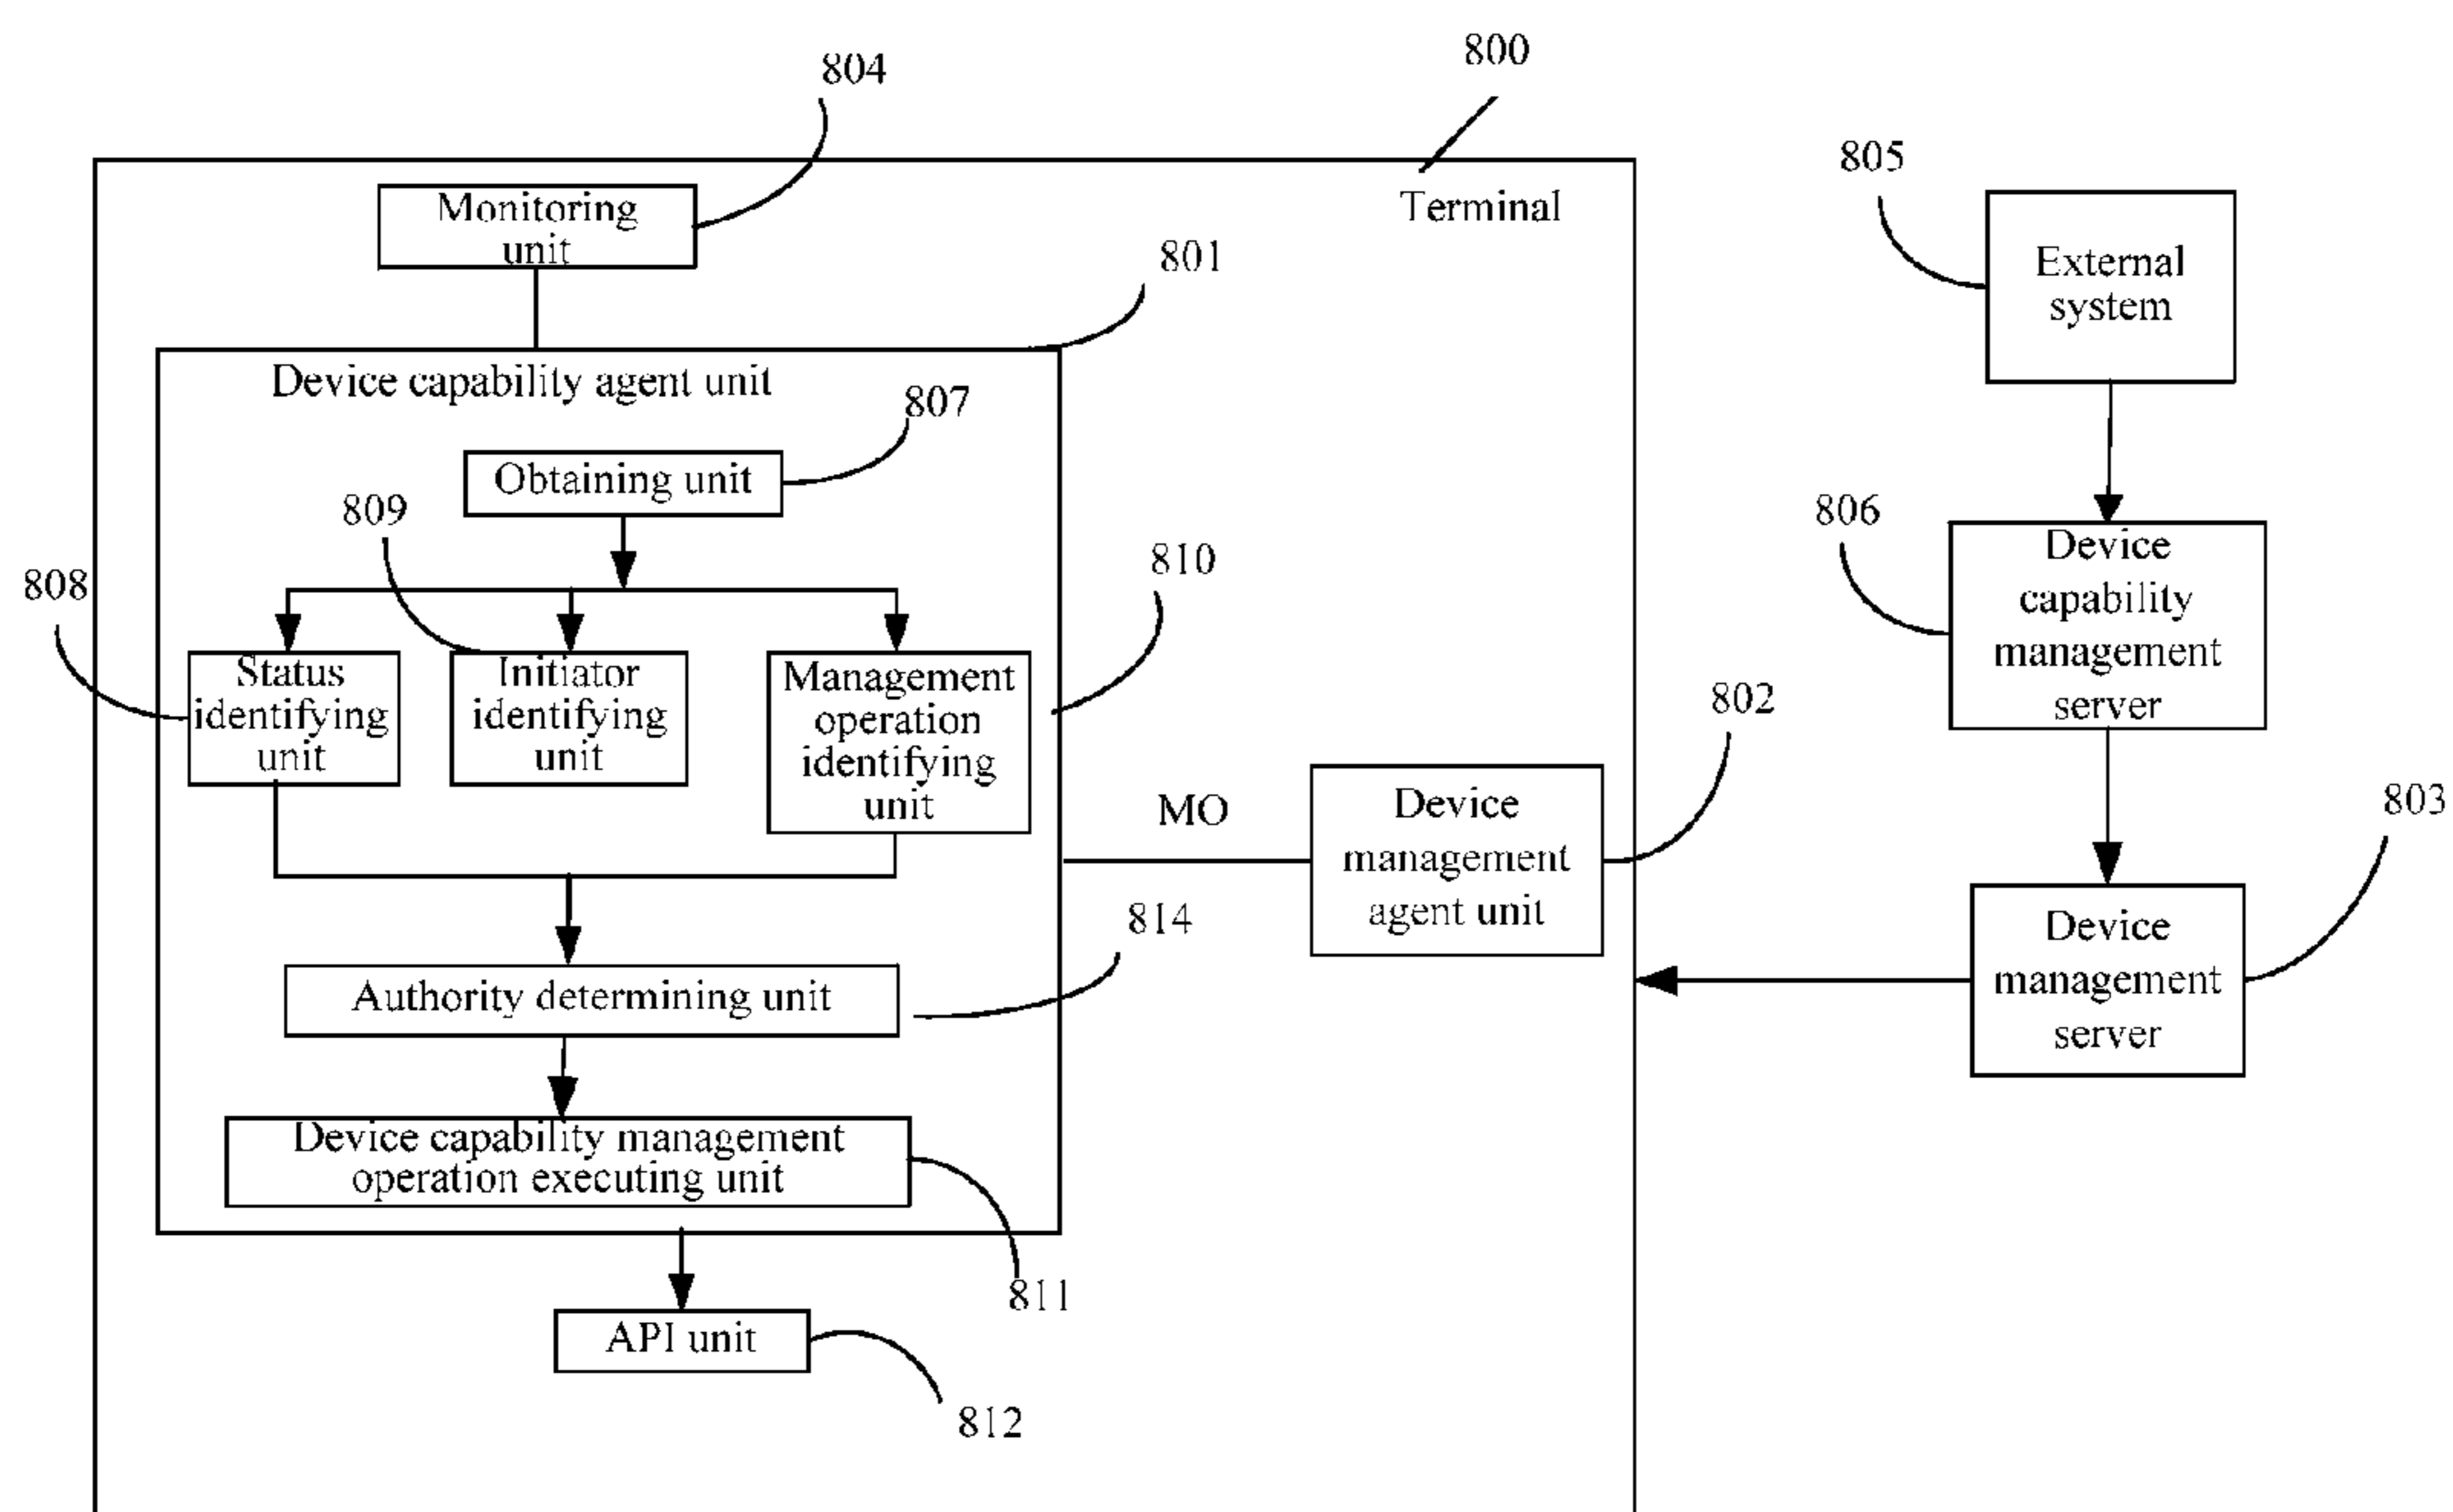 800
804
805
Terminal
Monitoring
unit
801
External
system
Device capability agent unit
807
Obtaining unit
809
806
810
808
Device
capability
management
server
Status
identifying
unit
Initiator
identifying
unit
Management
operation
identifying
unit
802
803
MO
Device
management
agent unit
814
Device
management
server
Authority determining unit
Device capability management
operation executing unit
811
API unit
812